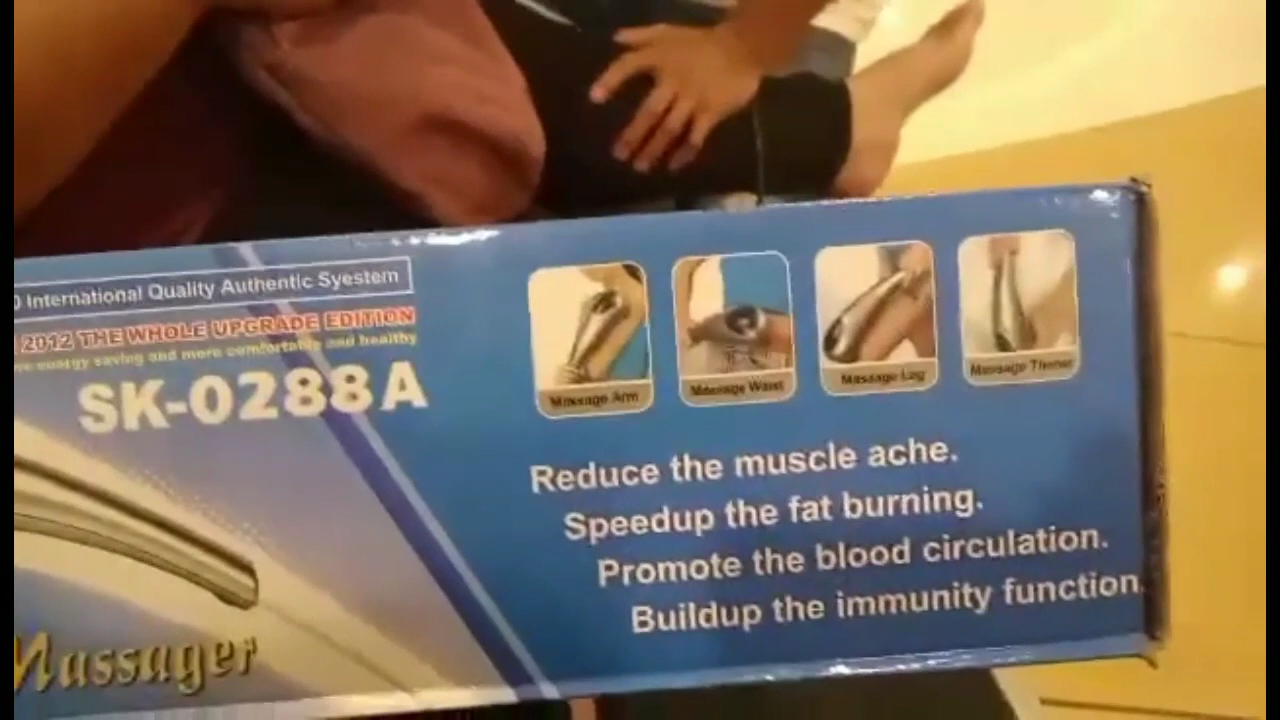 International Quality Authentic Syestem
2012 THE WHOLE UPGRADE EDITION
energy saving and more comfortable and healthy
SK-0288A
Massager
Massage Arm
Massage Waist
Massage Leg
Massage
Reduce the muscle ache.
Speedup the fat burning.
Promote the blood circulation.
Buildup the immunity function.